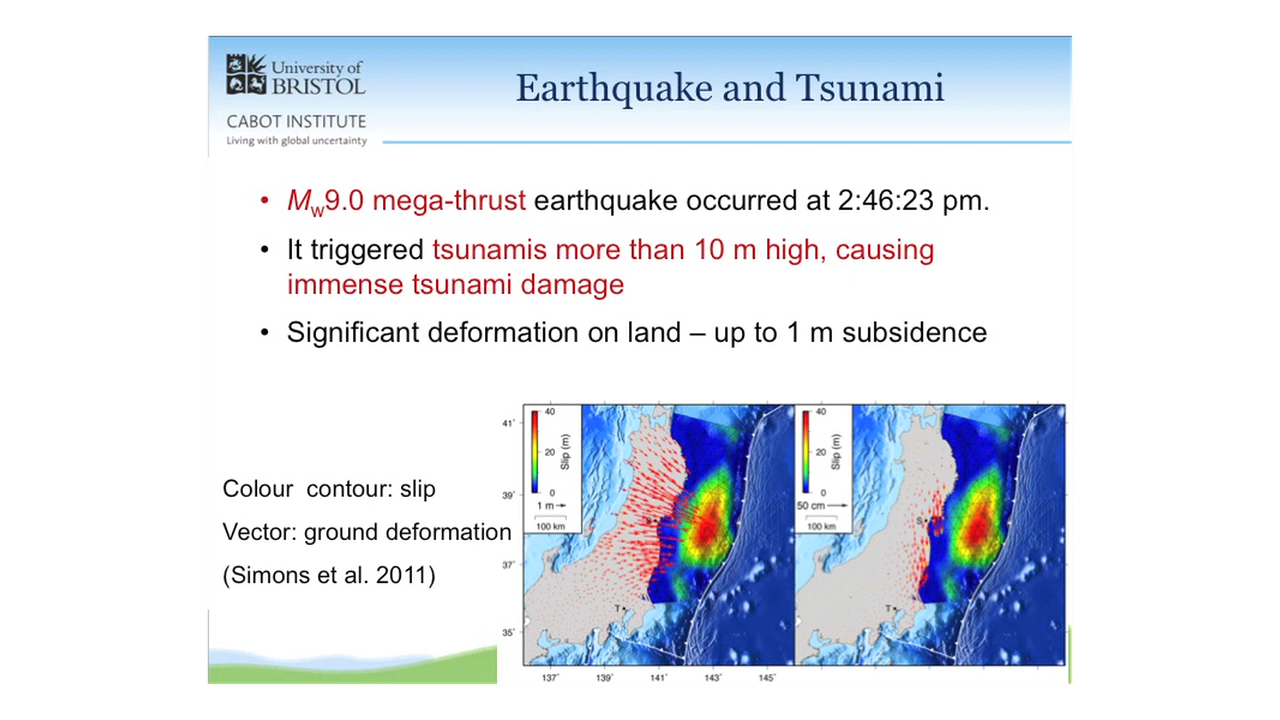 University of
BRISTOL
CABOT INSTITUTE
Living with global uncertainty
Earthquake and Tsunami
• Mw9.0 mega-thrust earthquake occurred at 2:46:23 pm.
• It triggered tsunamis more than 10 m high, causing
immense tsunami damage
• Significant deformation on land – up to 1 m subsidence
Colour contour: slip
Vector: ground deformation
(Simons et al. 2011)
40
20
0
Slip (m)
1 m
100 km
41˚
39˚
37˚
35˚
S
T
137˚
139˚
141˚
143˚
145˚
40
20
0
Slip (m)
50 cm
100 km
S
T